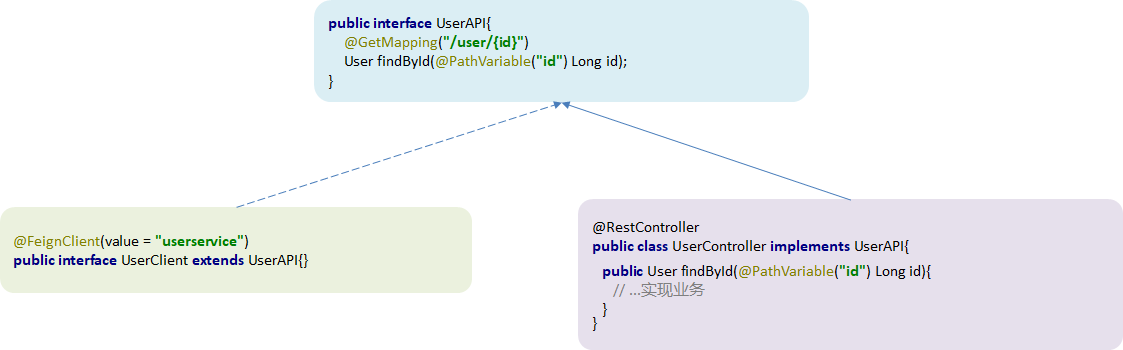 public interface UserAPI{
@GetMapping("/user/{id}")
User findById(@PathVariable("id") Long id);
}
@FeignClient(value = "userservice")
public interface UserClient extends UserAPI{}
@RestController
public class UserController implements UserAPI{
public User findById(@PathVariable("id") Long id){
// ...实现业务
}
}